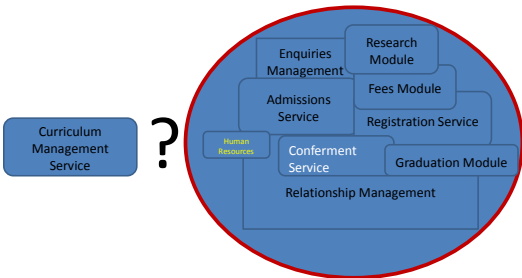 Curriculum
Management
Service
?
Enquiries
Management
Research
Module
Fees Module
Admissions
Service
Registration Service
Human
Resources
Conferment
Service
Graduation Module
Relationship Management